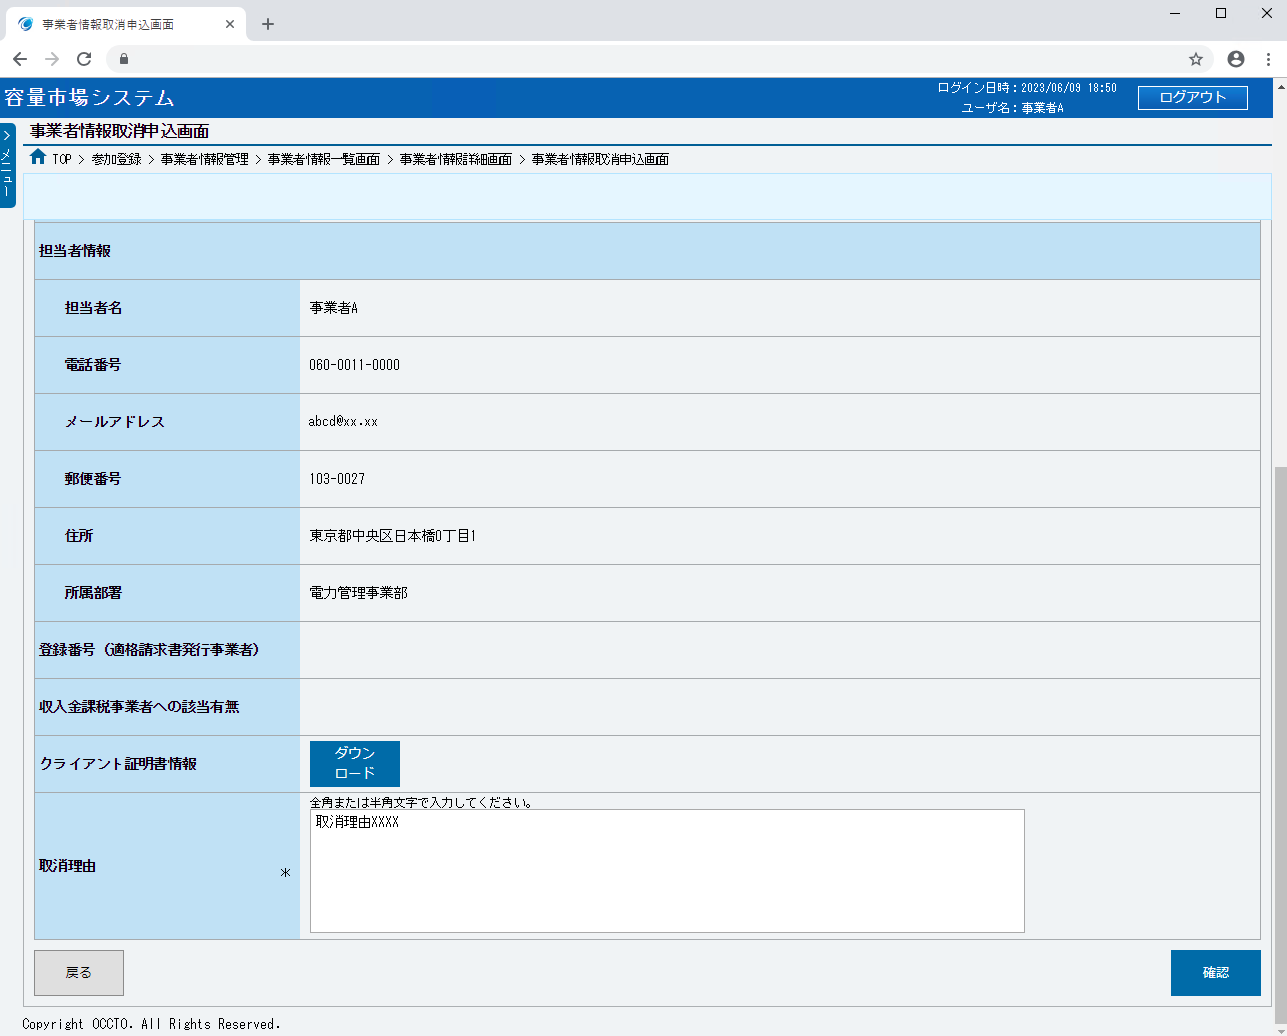 事業者情報取消申込画面
容量市場システム
ログイン日時：2023/06/09 18:50
ユーザ名：事業者A
ログアウト
メニュー
事業者情報取消申込画面
TOP > 参加登録 > 事業者情報管理 > 事業者情報一覧画面 > 事業者情報詳細画面 > 事業者情報取消申込画面
担当者情報
担当者名 事業者A
電話番号 060-0011-0000
メールアドレス abcd@xx.xx
郵便番号 103-0027
住所 東京都中央区日本橋0丁目1
所属部署 電力管理事業部
登録番号（適格請求書発行事業者）
収入金課税事業者への該当有無
クライアント証明書情報
ダウン
ロード
全角または半角文字で入力してください。
取消理由XXXX
取消理由 *
戻る
確認
Copyright OCCTO. All Rights Reserved.